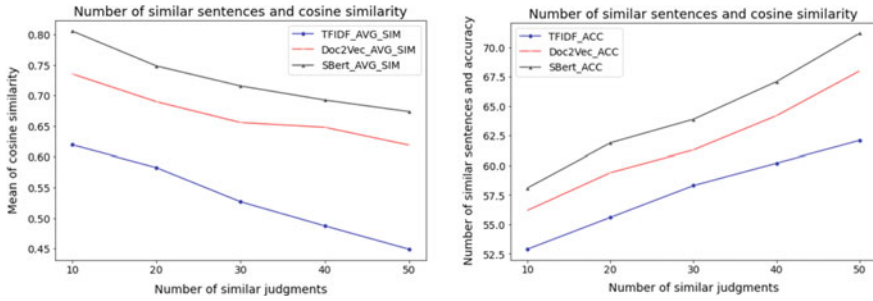 Number of similar sentences and cosine similarity
Mean of cosine similarity
0.80
0.75
0.70
0.65
0.60
0.55
0.50
0.45
TFIDF_AVG_SIM
Doc2Vec_AVG_SIM
SBert_AVG_SIM
10
20
30
40
50
Number of similar judgments
Number of similar sentences and cosine similarity
Number of similar sentences and accuracy
70.0
67.5
65.0
62.5
60.0
57.5
55.0
52.5
TFIDF_ACC
Doc2Vec_ACC
SBert_ACC
10
20
30
40
50
Number of similar judgments